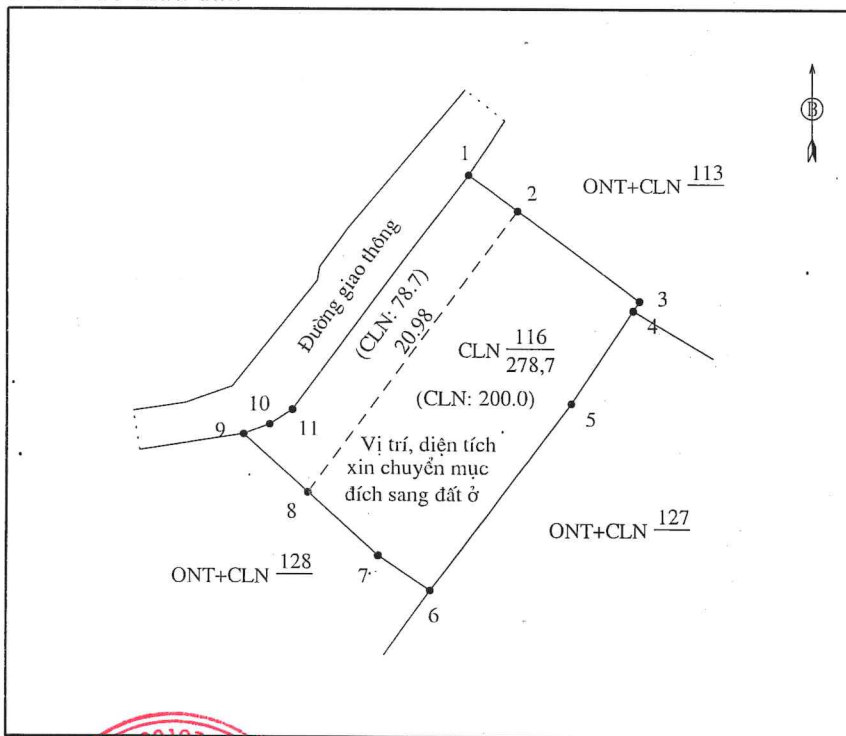 B
1
2
ONT+CLN 113
Đường giao thông
(CLN: 78.7)
20.98
3
4
CLN 116
278,7
(CLN: 200.0)
5
10
11
9
Vị trí, diện tích
xin chuyển mục
đích sang đất ở
8
ONT+CLN 127
ONT+CLN 128
7
6